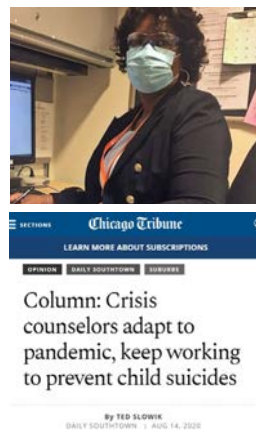 SECTIONS
Chicago Tribune
LEARN MORE ABOUT SUBSCRIPTIONS
OPINION DAILY SOUTHTOWN SUBURBS
Column: Crisis
counselors adapt to
pandemic, keep working
to prevent child suicides
By TED SLOWIK
DAILY SOUTHTOWN | AUG 14, 2020